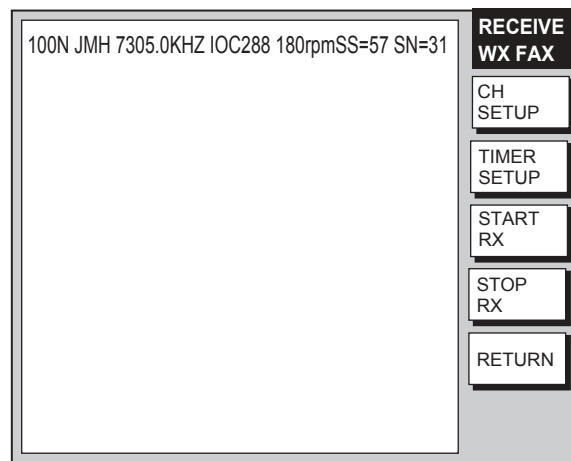 100N JMH 7305.0KHZ IOC288 180rpmSS=57 SN=31
RECEIVE
WX FAX
CH
SETUP
TIMER
SETUP
START
RX
STOP
RX
RETURN